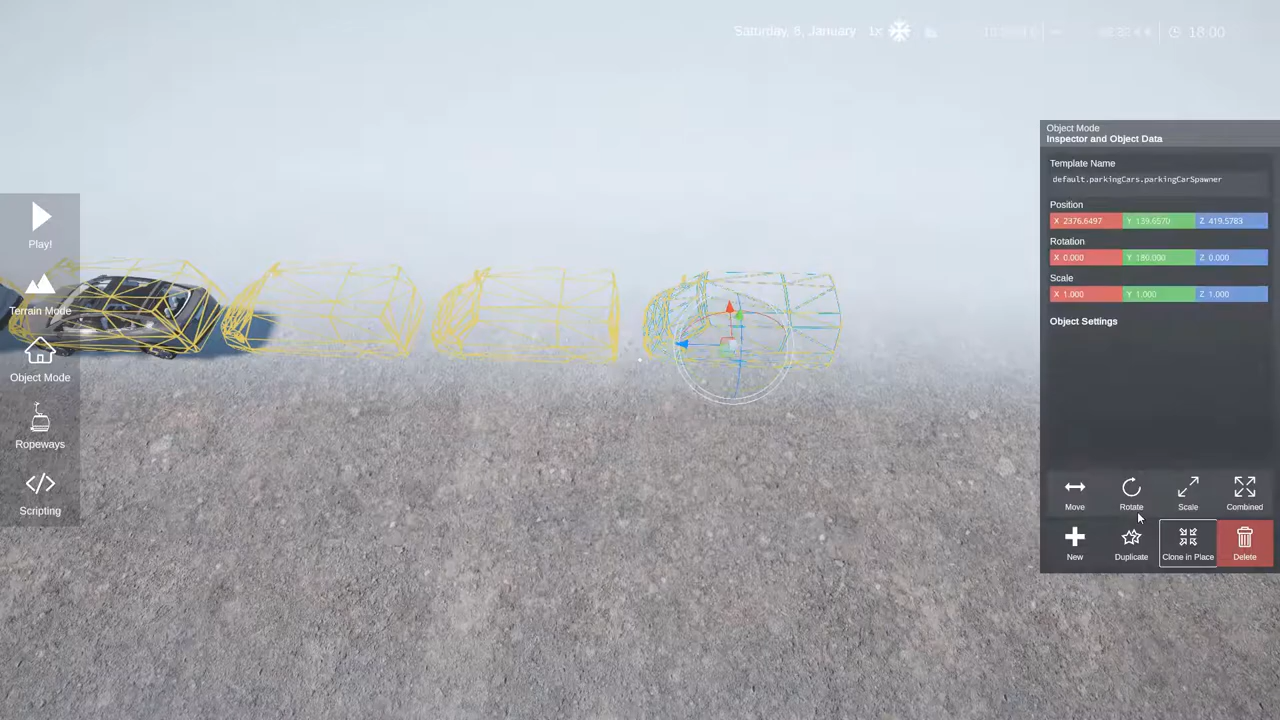 Saturday, 6, January 1x 18:00
Play!
Terrain Mode
Object Mode
Ropeways
Scripting
Object Mode
Inspector and Object Data
Template Name
default.parkingCars.parkingCarSpawner
Position
X 2376.6497 Y 139.6570 Z 419.5783
Rotation
X 0.000 Y 180.000 Z 0.000
Scale
X 1.000 Y 1.000 Z 1.000
Object Settings
Move Rotate Scale Combined
New Duplicate Clone in Place Delete